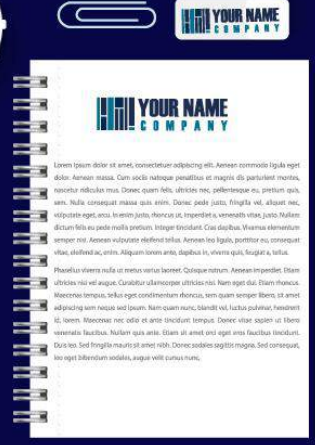 YOUR NAME
COMPANY
YOUR NAME
COMPANY
Lorem ipsum dolor sit amet, consectetuer adipiscing elit. Aenean commodo ligula eget
dolor. Aenean massa. Cum sociis natoque penatibus et magnis dis parturient montes,
nascetur ridiculus mus. Donec quam felis, ultricies nec, pellentesque eu, pretium quis,
sem. Nulla consequat massa quis enim. Donec pede justo, fringilla vel, aliquet nec,
vulputate eget, arcu. In enim justo, rhoncus ut, imperdiet a, venenatis vitae, justo. Nullam
dictum felis eu pede mollis pretium. Integer tincidunt. Cras dapibus. Vivamus elementum
semper nisi. Aenean vulputate eleifend tellus. Aenean leo ligula, porttitor eu, consequat
vitae, eleifend ac, enim. Aliquam lorem ante, dapibus in, viverra quis, feugiat a, tellus.
Phasellus viverra nulla ut metus varius laoreet. Quisque rutrum. Aenean imperdiet. Etiam
ultricies nisi vel augue. Curabitur ullamcorper ultricies nisi. Nam eget dui. Etiam rhoncus.
Maecenas tempus, tellus eget condimentum rhoncus, sem quam semper libero, sit amet
adipiscing sem neque sed ipsum. Nam quam nunc, blandit vel, luctus pulvinar, hendrerit
id, lorem. Maecenas nec odio et ante tincidunt tempus. Donec vitae sapien ut libero
venenatis faucibus. Nullam quis ante. Etiam sit amet orci eget eros faucibus tincidunt.
Duis leo. Sed fringilla mauris sit amet nibh. Donec sodales sagittis magna. Sed consequat,
leo eget bibendum sodales, augue velit cursus nunc,